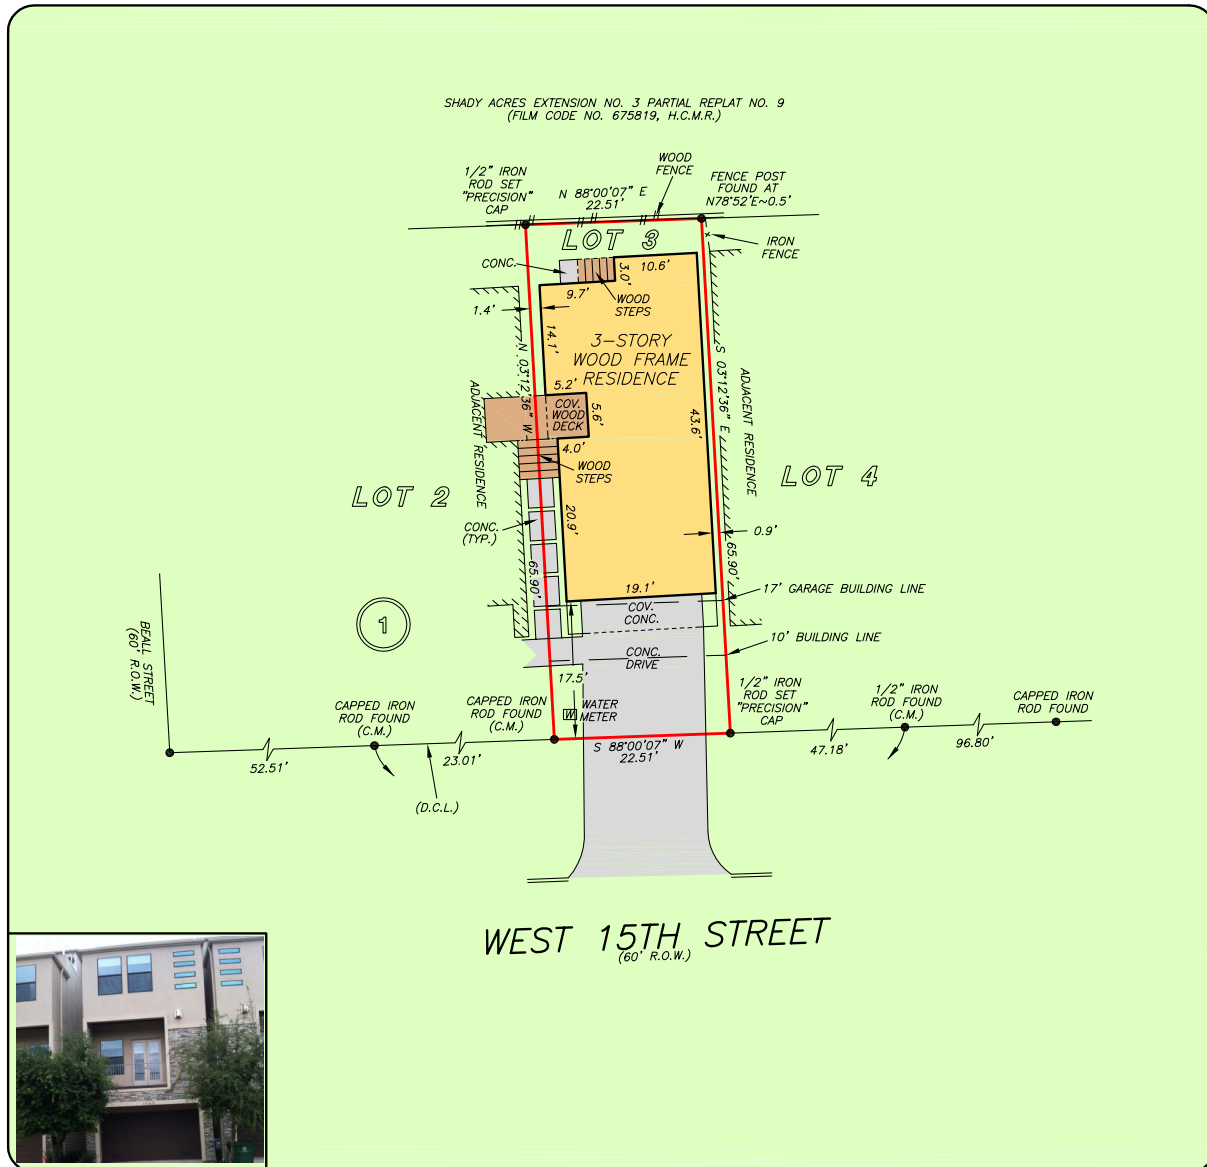 SHADY ACRES EXTENSION NO. 3 PARTIAL REPLAT NO. 9
(FILM CODE NO. 675819, H.C.M.R.)
WOOD
FENCE
1/2" IRON
ROD SET
"PRECISION"
CAP
N 88°00'07" E
22.51'
FENCE POST
FOUND AT
N78°52'E~0.5'
LOT 3
IRON
FENCE
CONC.
10.6'
3.0'
9.7'
WOOD
STEPS
1.4'
14.1'
3-STORY
WOOD FRAME
RESIDENCE
N 03°12'36" W
S 03°12'36" E
ADJACENT RESIDENCE
ADJACENT RESIDENCE
5.2'
COV.
WOOD
DECK
5.6'
43.6'
4.0'
WOOD
STEPS
LOT 2
LOT 4
20.9'
CONC.
(TYP.)
0.9'
65.90'
65.90'
19.1'
17' GARAGE BUILDING LINE
COV.
CONC.
1
BEALL STREET
(60' R.O.W.)
10' BUILDING LINE
CONC.
DRIVE
17.5'
CAPPED IRON
ROD FOUND
(C.M.)
CAPPED IRON
ROD FOUND
(C.M.)
W
WATER
METER
1/2" IRON
ROD SET
"PRECISION"
CAP
1/2" IRON
ROD FOUND
(C.M.)
CAPPED IRON
ROD FOUND
S 88°00'07" W
22.51'
52.51'
23.01'
47.18'
96.80'
(D.C.L.)
WEST 15TH STREET
(60' R.O.W.)